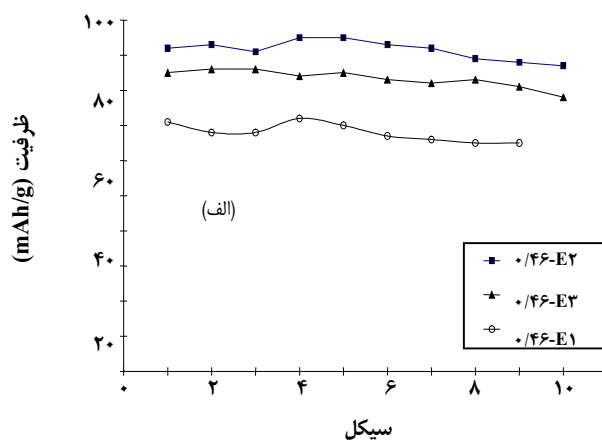 ۱۰۰
۸۰
۶۰
۴۰
۲۰
ظرفیت (mAh/g)
(الف)
۰/۴۶-E۲
۰/۴۶-E۳
۰/۴۶-E۱
۰ ۲ ۴ ۶ ۸ ۱۰
سیکل